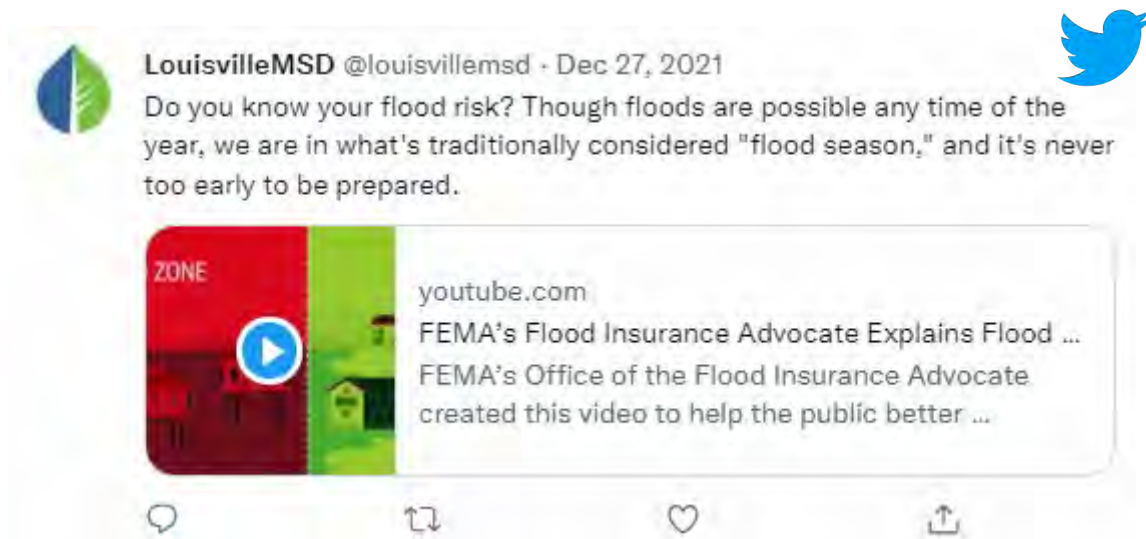 LouisvilleMSD @louisvillemsd · Dec 27, 2021
Do you know your flood risk? Though floods are possible any time of the
year, we are in what's traditionally considered "flood season," and it's never
too early to be prepared.
ZONE
youtube.com
FEMA's Flood Insurance Advocate Explains Flood ...
FEMA's Office of the Flood Insurance Advocate
created this video to help the public better ...